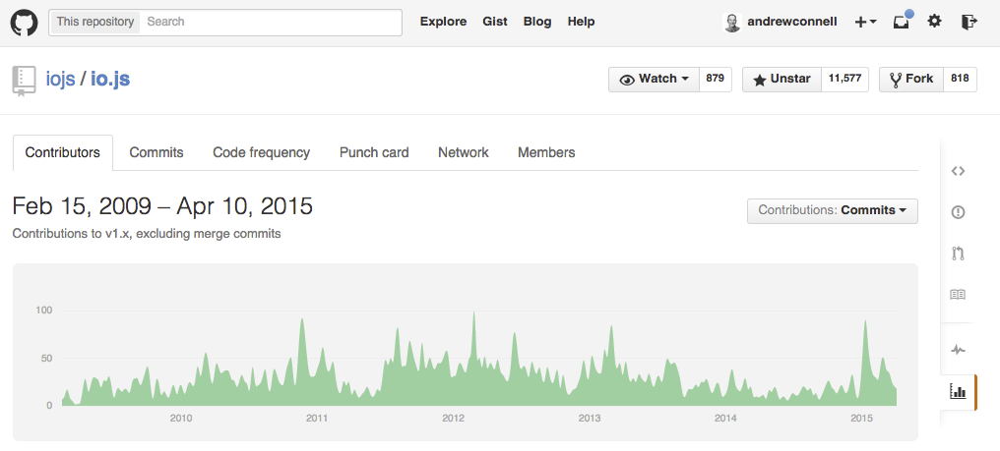 This repository Search Explore Gist Blog Help andrewconnell
iojs / io.js
Watch 879 Unstar 11,577 Fork 818
Contributors Commits Code frequency Punch card Network Members
Feb 15, 2009 – Apr 10, 2015
Contributions: Commits
Contributions to v1.x, excluding merge commits
100
50
0
2010 2011 2012 2013 2014 2015